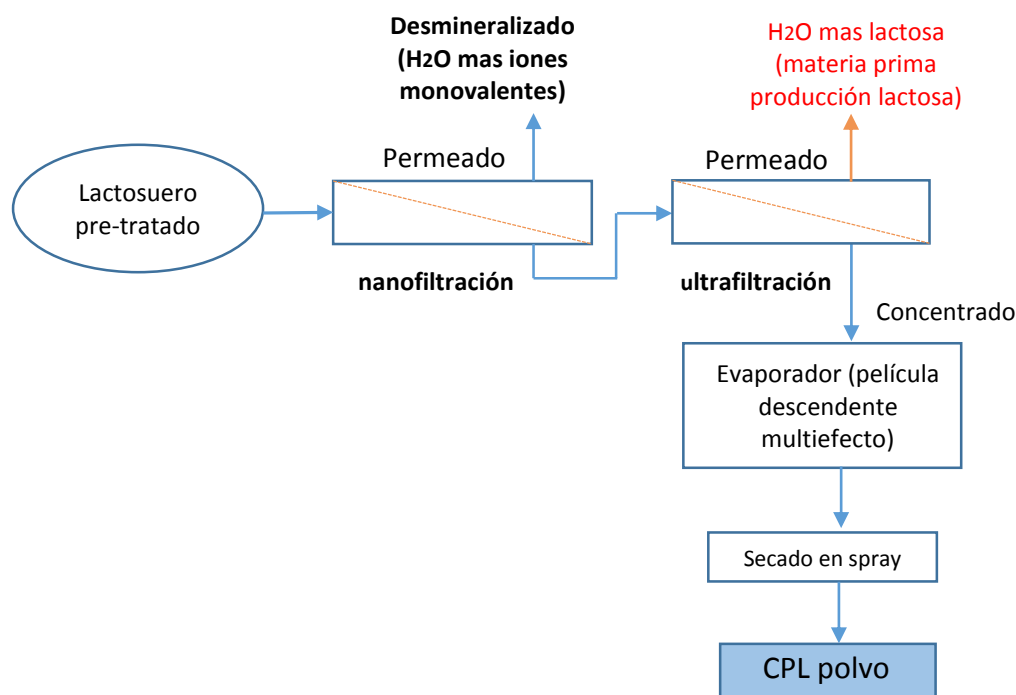 Desmineralizado
(H2O mas iones
monovalentes)
H2O mas lactosa
(materia prima
producción lactosa)
Permeado
Permeado
Lactosuero
pre-tratado
nanofiltración
ultrafiltración
Concentrado
Evaporador (película
descendente
multiefecto)
Secado en spray
CPL polvo